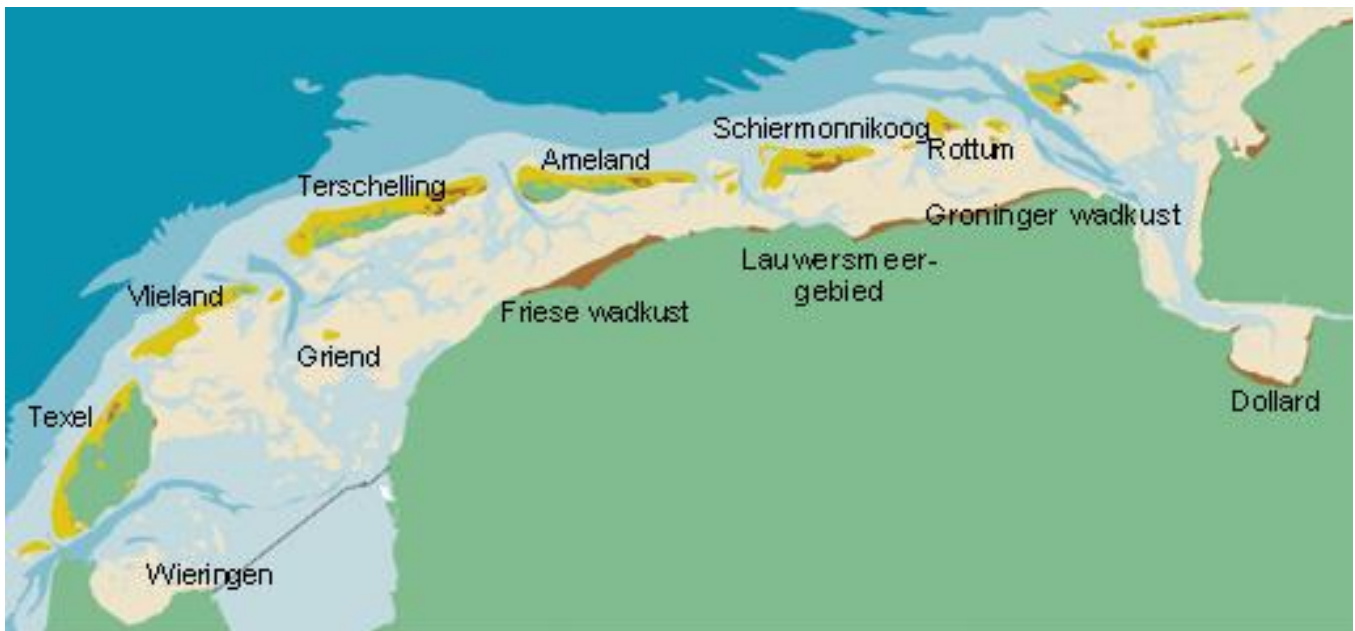 Schiermonnikoog
Ameland
Rottum
Terschelling
Groninger wadkust
Lauwersmeer-
gebied
Vlieland
Friese wadkust
Griend
Texel
Dollard
Wieringen